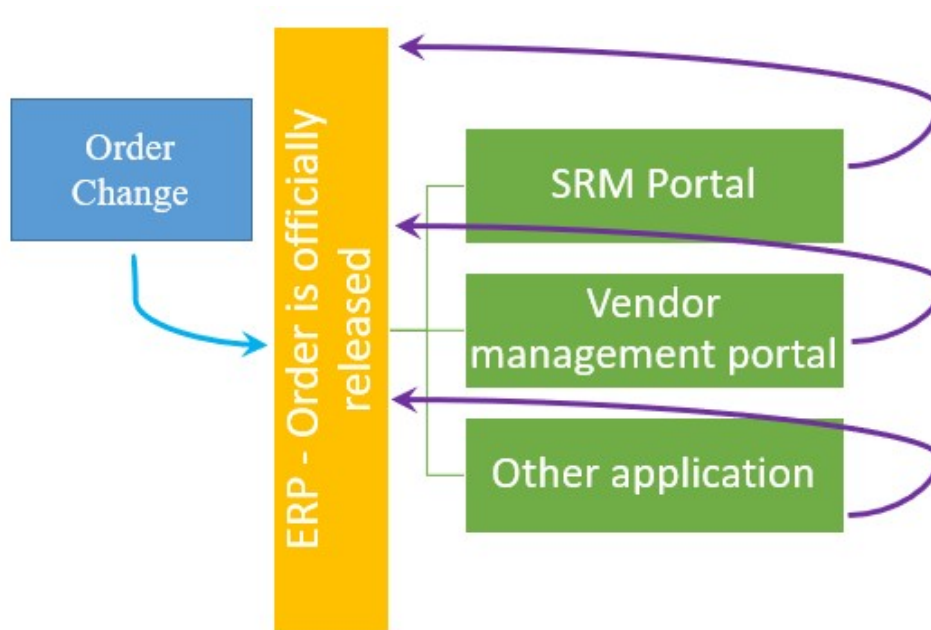 Order
Change
ERP - Order is officially
released
SRM Portal
Vendor
management portal
Other application